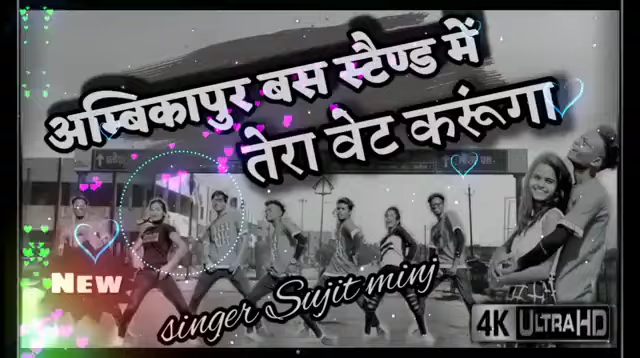 अम्बिकापुर बस स्टैण्ड में
तेरा वेट करूंगा
NEW
singer Sujit minj
4K ULTRAHD